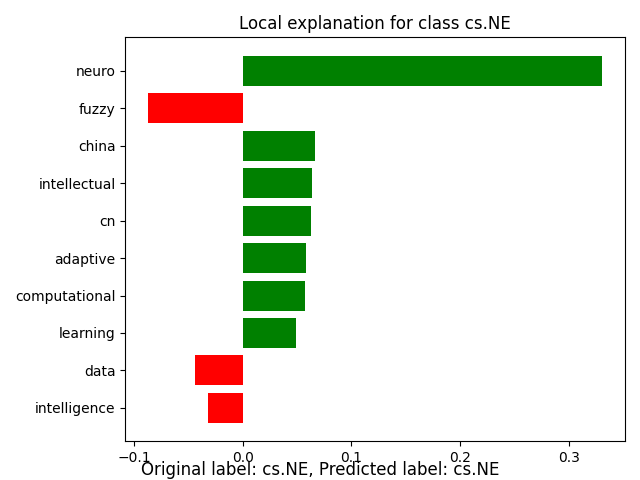 Local explanation for class cs.NE
neuro
fuzzy
china
intellectual
cn
adaptive
computational
learning
data
intelligence
−0.1 0.0 0.1 0.2 0.3
Original label: cs.NE, Predicted label: cs.NE